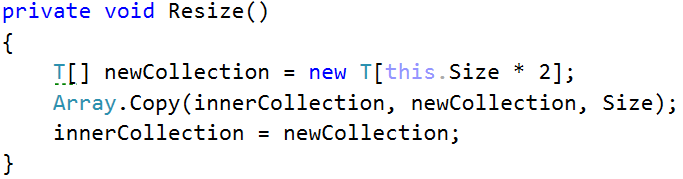 private void Resize()
{
    T[] newCollection = new T[this.Size * 2];
    Array.Copy(innerCollection, newCollection, Size);
    innerCollection = newCollection;
}